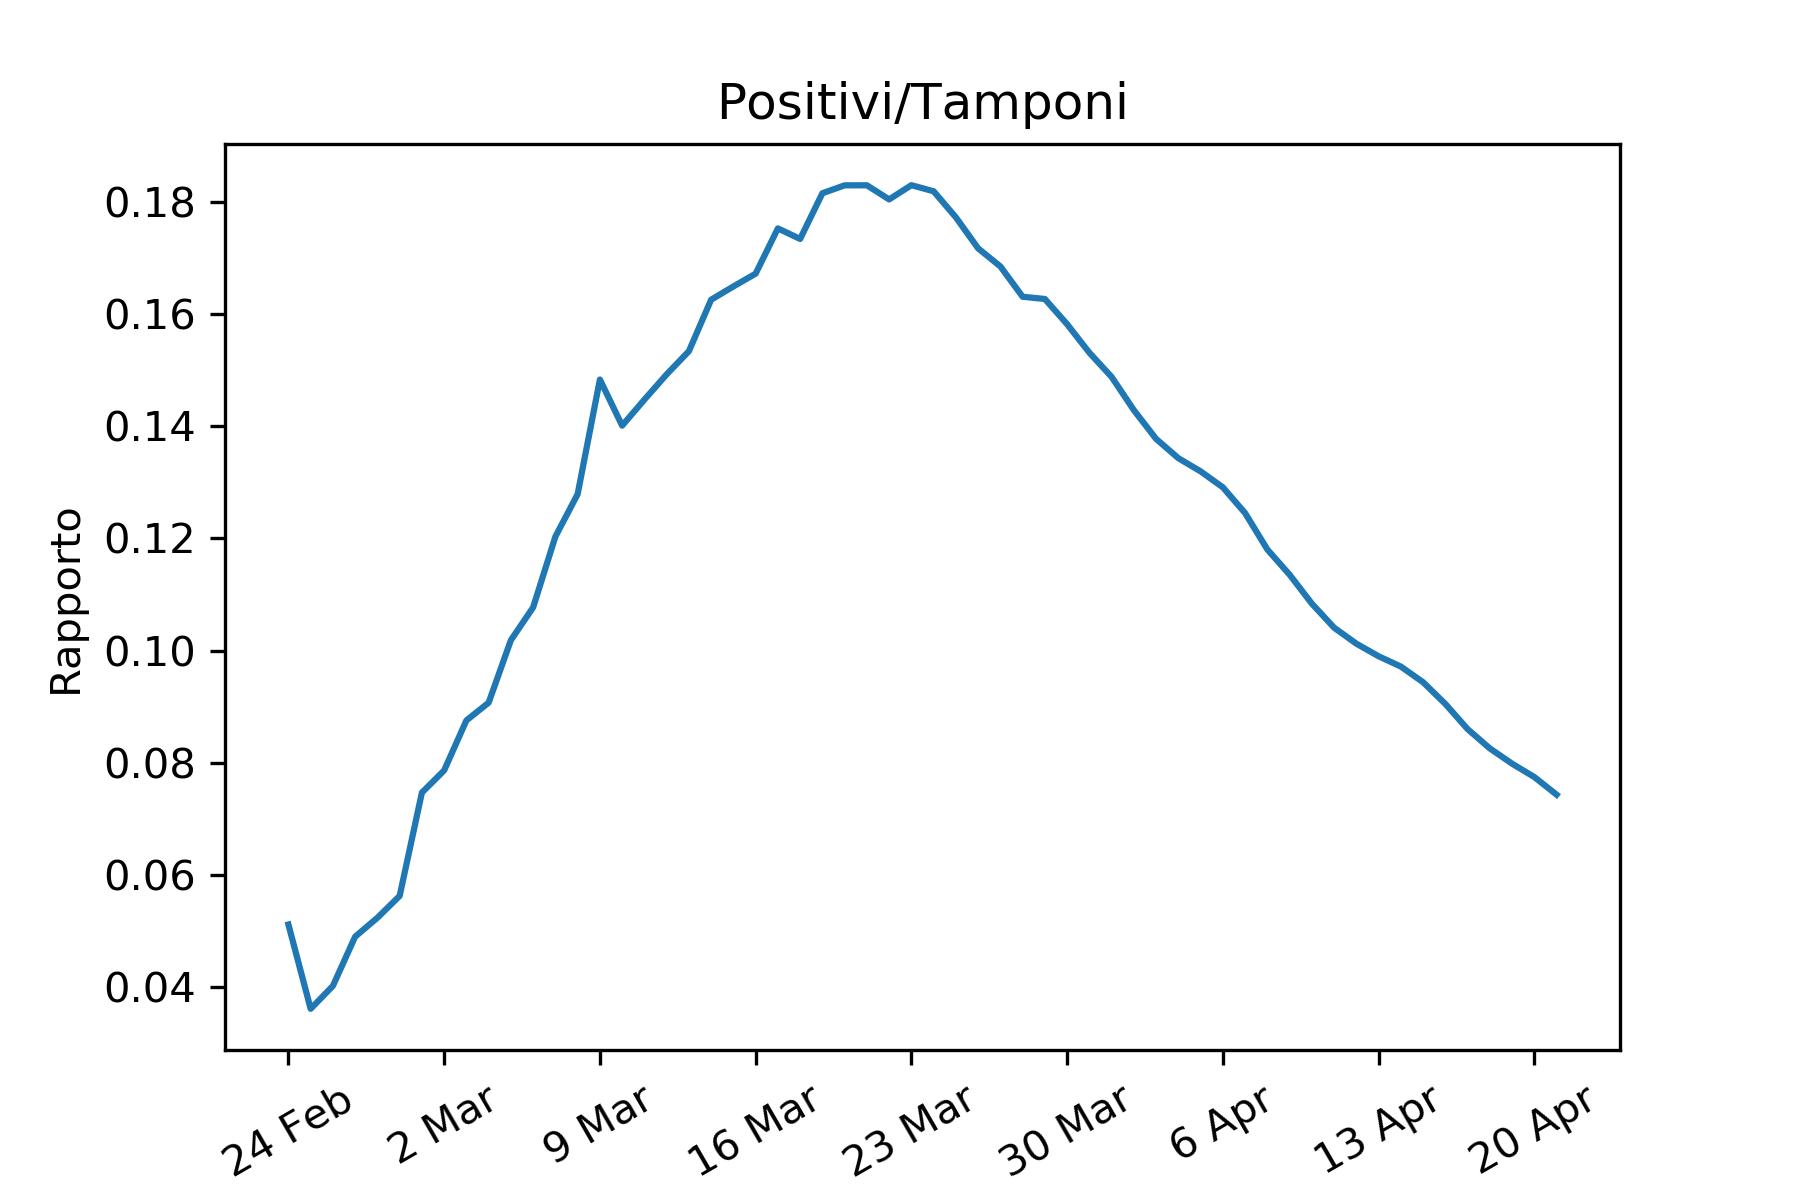 Positivi/Tamponi
Rapporto
0.18
0.16
0.14
0.12
0.10
0.08
0.06
0.04
24 Feb
2 Mar
9 Mar
16 Mar
23 Mar
30 Mar
6 Apr
13 Apr
20 Apr